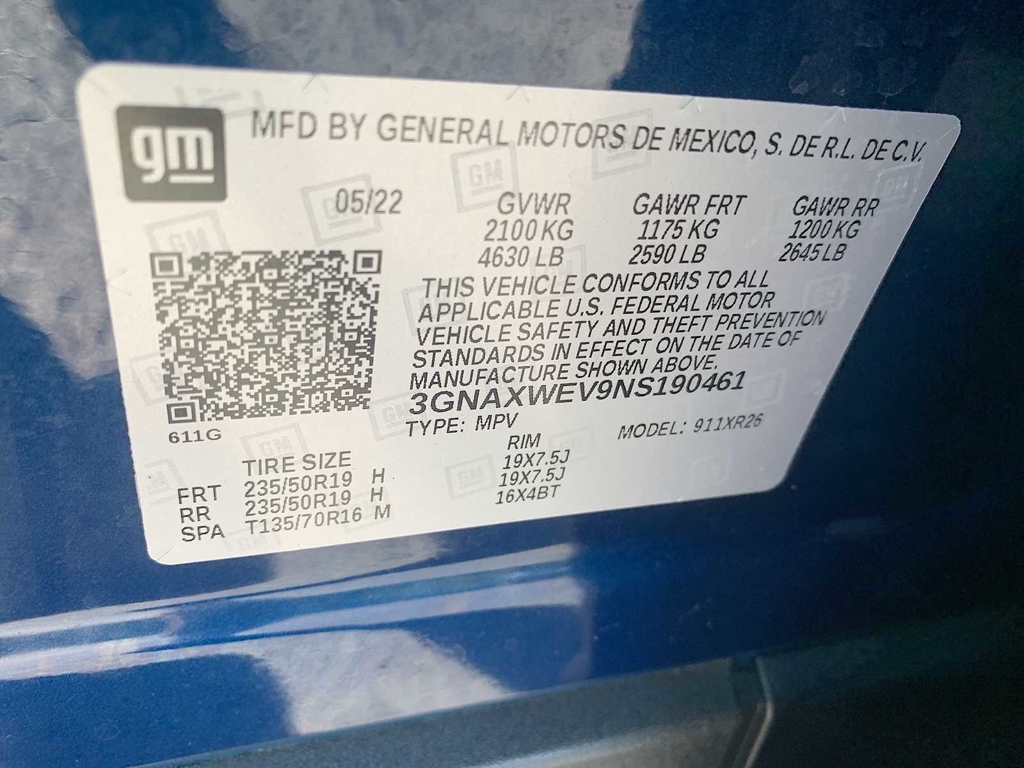 gm
MFD BY GENERAL MOTORS DE MEXICO, S. DE R.L. DE C.V.
05/22 GVWR GAWR FRT GAWR RR
2100 KG 1175 KG 1200 KG
4630 LB 2590 LB 2645 LB
THIS VEHICLE CONFORMS TO ALL
APPLICABLE U.S. FEDERAL MOTOR
VEHICLE SAFETY AND THEFT PREVENTION
STANDARDS IN EFFECT ON THE DATE OF
MANUFACTURE SHOWN ABOVE.
3GNAXWEV9NS190461
TYPE: MPV MODEL: 911XR26
611G
TIRE SIZE RIM
FRT 235/50R19 H 19X7.5J
RR 235/50R19 H 19X7.5J
SPA T135/70R16 M 16X4BT